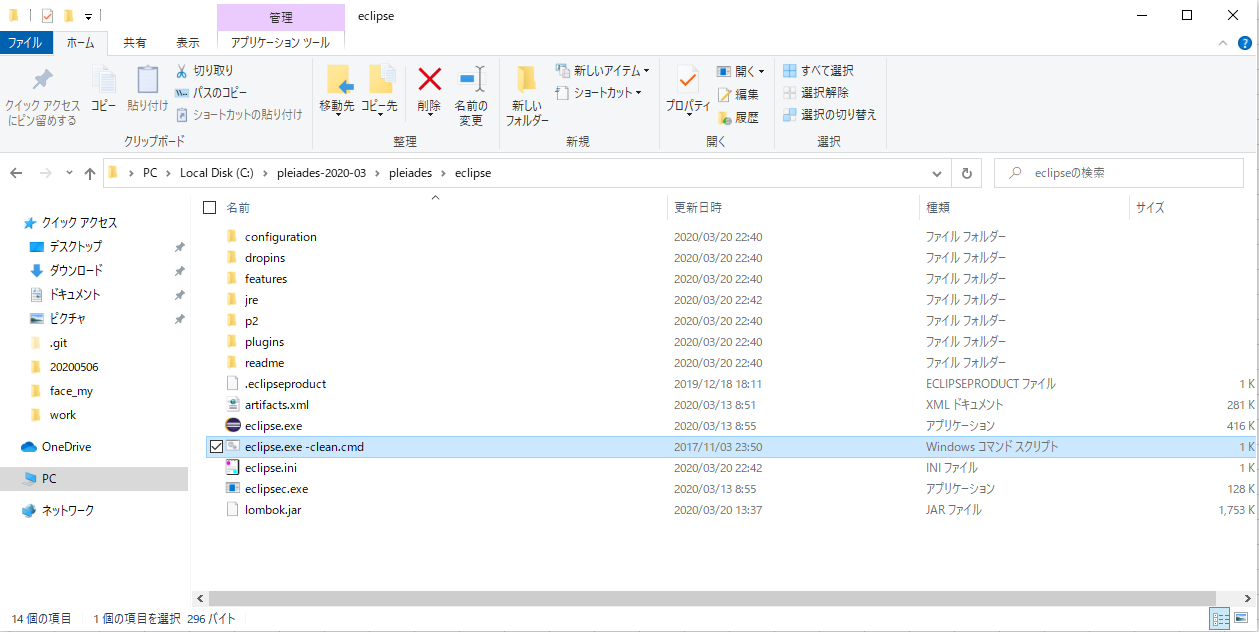 管理
eclipse
ファイル ホーム 共有 表示 アプリケーション ツール
クイック アクセス
にピン留めする
コピー
貼り付け
切り取り
パスのコピー
ショートカットの貼り付け
クリップボード
移動先
コピー先
削除
名前の
変更
整理
新しい
フォルダー
新しいアイテム
ショートカット
新規
プロパティ
開く
編集
履歴
開く
すべて選択
選択解除
選択の切り替え
選択
PC › Local Disk (C:) › pleiades-2020-03 › pleiades › eclipse
eclipseの検索
クイック アクセス
デスクトップ
ダウンロード
ドキュメント
ピクチャ
.git
20200506
face_my
work
OneDrive
PC
ネットワーク
名前 更新日時 種類 サイズ
configuration 2020/03/20 22:40 ファイル フォルダー
dropins 2020/03/20 22:40 ファイル フォルダー
features 2020/03/20 22:40 ファイル フォルダー
jre 2020/03/20 22:42 ファイル フォルダー
p2 2020/03/20 22:40 ファイル フォルダー
plugins 2020/03/20 22:40 ファイル フォルダー
readme 2020/03/20 22:40 ファイル フォルダー
.eclipseproduct 2019/12/18 18:11 ECLIPSEPRODUCT ファイル 1 K
artifacts.xml 2020/03/13 8:51 XML ドキュメント 281 K
eclipse.exe 2020/03/13 8:55 アプリケーション 416 K
eclipse.exe -clean.cmd 2017/11/03 23:50 Windows コマンド スクリプト 1 K
eclipse.ini 2020/03/20 22:42 INI ファイル 1 K
eclipsec.exe 2020/03/13 8:55 アプリケーション 128 K
lombok.jar 2020/03/20 13:37 JAR ファイル 1,753 K
14 個の項目 1 個の項目を選択 296 バイト